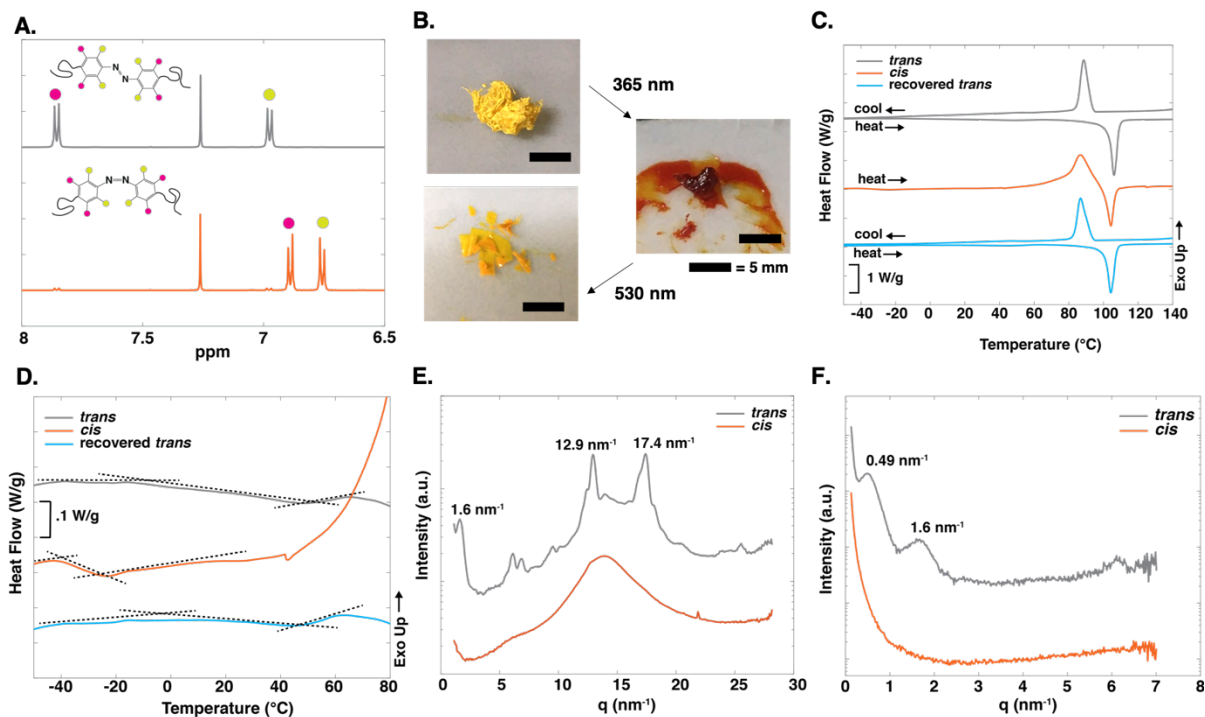 A.
N
N
N
N
8
7.5
7
6.5
ppm
B.
365 nm
= 5 mm
530 nm
C.
trans
cis
recovered trans
cool
heat
heat
cool
heat
1 W/g
Heat Flow (W/g)
Exo Up
-40 -20 0 20 40 60 80 100 120 140
Temperature (°C)
D.
trans
cis
recovered trans
.1 W/g
Heat Flow (W/g)
Exo Up
-40 -20 0 20 40 60 80
Temperature (°C)
E.
trans
cis
12.9 nm-1
17.4 nm-1
1.6 nm-1
Intensity (a.u.)
0 5 10 15 20 25 30
q (nm-1)
F.
trans
cis
0.49 nm-1
1.6 nm-1
Intensity (a.u.)
0 1 2 3 4 5 6 7 8
q (nm-1)